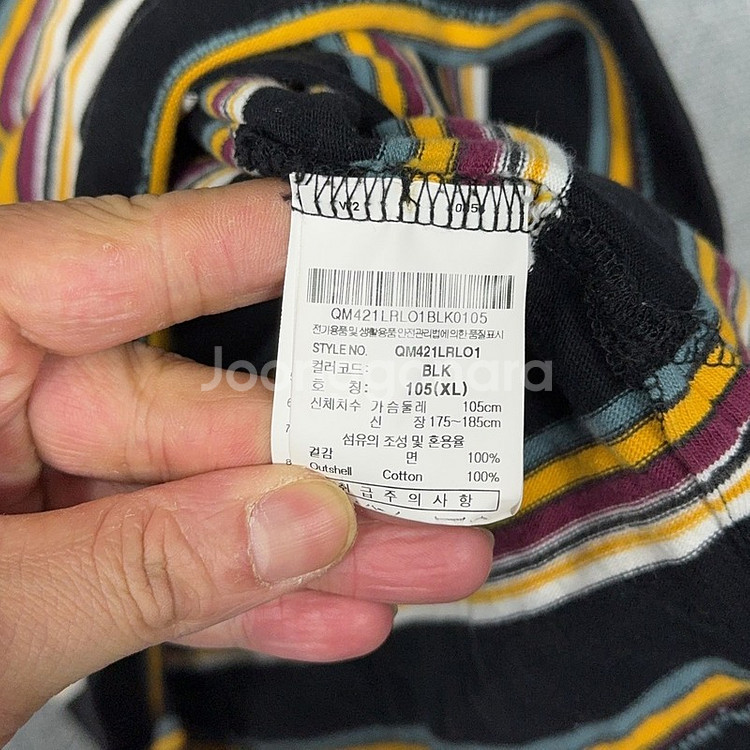 QM421LRLO1BLK0105
전기용품 및 생활용품 안전관리법에 의한 품질표시
STYLE NO. QM421LRLO1
컬러코드: BLK
호 칭: 105(XL)
신체치수 가슴둘레 105cm
신 장 175~185cm
섬유의 조성 및 혼용율
겉감 면 100%
Outshell Cotton 100%
취급주의사항